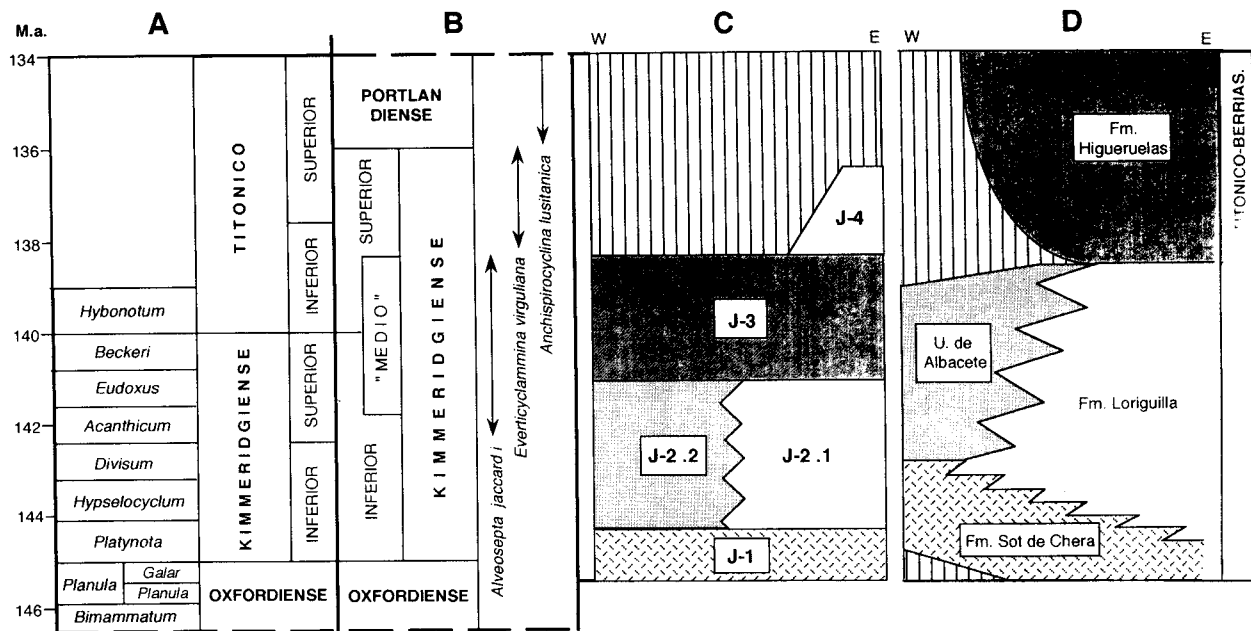 A
B
C
D
M.a.
134
136
138
140
142
144
146
Hybonotum
Beckeri
Eudoxus
Acanthicum
Divisum
Hypselocyclum
Platynota
Planula
Galar
Planula
Bimammatum
TITONICO
KIMMERIDGIENSE
OXFORDIENSE
SUPERIOR
INFERIOR
SUPERIOR
INFERIOR
PORTLAN
DIENSE
SUPERIOR
"MEDIO"
INFERIOR
KIMMERIDGIENSE
OXFORDIENSE
Alveosepta jaccard i
Everticyclammina virguliana
Anchispirocyclina lusitanica
W
E
J-4
J-3
J-2 .2
J-2 .1
J-1
W
E
Fm.
Higueruelas
U. de
Albacete
Fm. Loriguilla
Fm. Sot de Chera
ITONICO-BERRIAS.